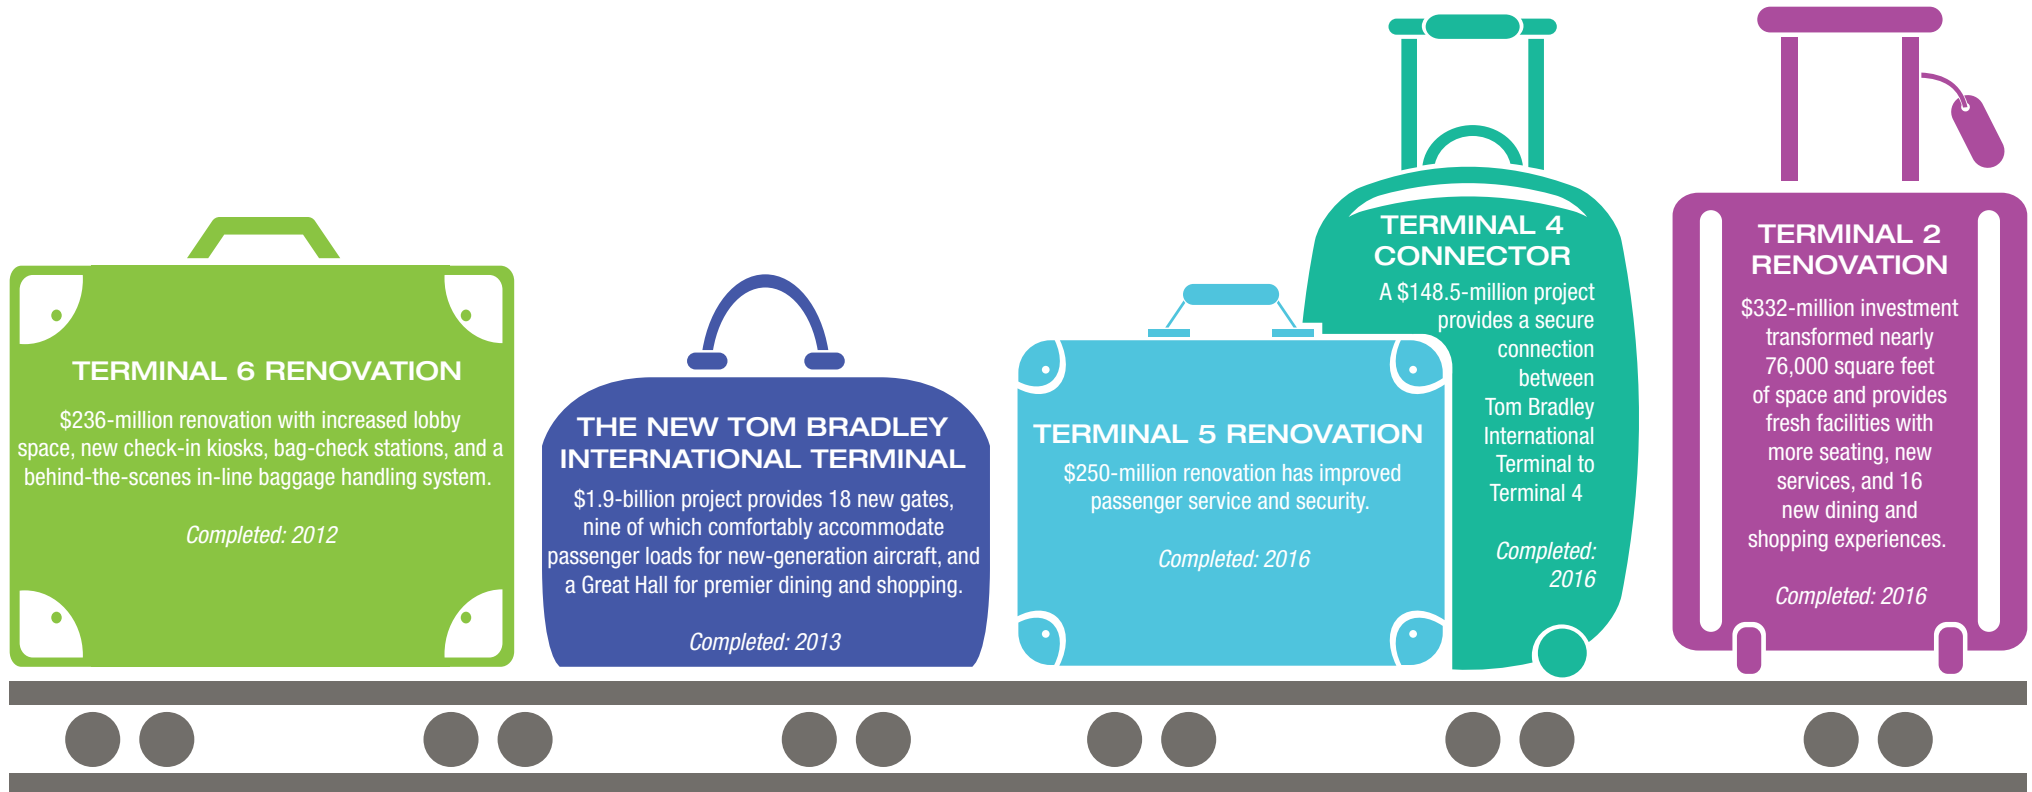 TERMINAL 6 RENOVATION
$236-million renovation with increased lobby
space, new check-in kiosks, bag-check stations, and a
behind-the-scenes in-line baggage handling system.
Completed: 2012
THE NEW TOM BRADLEY
INTERNATIONAL TERMINAL
$1.9-billion project provides 18 new gates,
nine of which comfortably accommodate
passenger loads for new-generation aircraft, and
a Great Hall for premier dining and shopping.
Completed: 2013
TERMINAL 5 RENOVATION
$250-million renovation has improved
passenger service and security.
Completed: 2016
TERMINAL 4
CONNECTOR
A $148.5-million project
provides a secure
connection
between
Tom Bradley
International
Terminal to
Terminal 4
Completed:
2016
TERMINAL 2
RENOVATION
$332-million investment
transformed nearly
76,000 square feet
of space and provides
fresh facilities with
more seating, new
services, and 16
new dining and
shopping experiences.
Completed: 2016